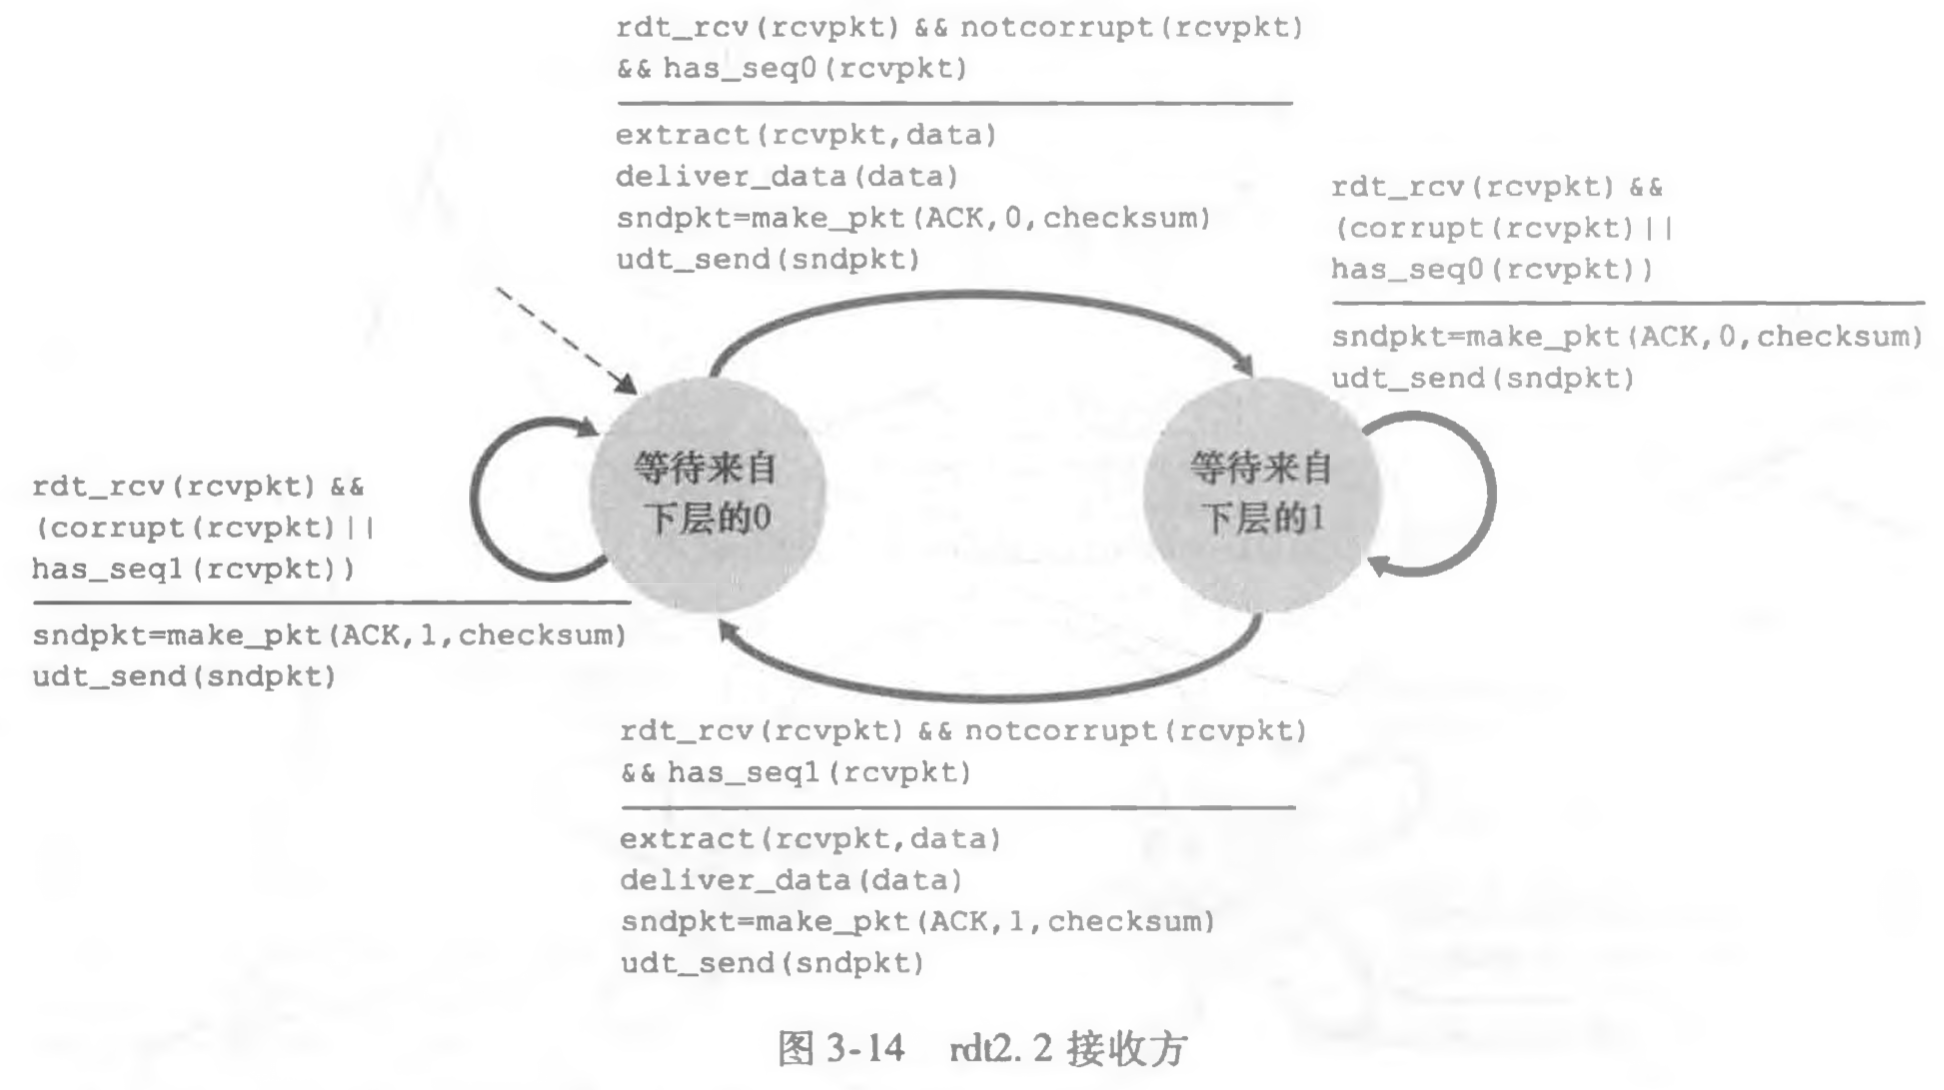 rdt_rcv(rcvpkt) && notcorrupt(rcvpkt)
&& has_seq0(rcvpkt)
extract(rcvpkt,data)
deliver_data(data)
sndpkt=make_pkt(ACK,0,checksum)
udt_send(sndpkt)
rdt_rcv(rcvpkt) &&
(corrupt(rcvpkt)||
has_seq0(rcvpkt))
sndpkt=make_pkt(ACK,0,checksum)
udt_send(sndpkt)
等待来自
下层的0
等待来自
下层的1
rdt_rcv(rcvpkt) &&
(corrupt(rcvpkt)||
has_seq1(rcvpkt))
sndpkt=make_pkt(ACK,1,checksum)
udt_send(sndpkt)
rdt_rcv(rcvpkt) && notcorrupt(rcvpkt)
&& has_seq1(rcvpkt)
extract(rcvpkt,data)
deliver_data(data)
sndpkt=make_pkt(ACK,1,checksum)
udt_send(sndpkt)
图 3-14 rdt2. 2 接收方